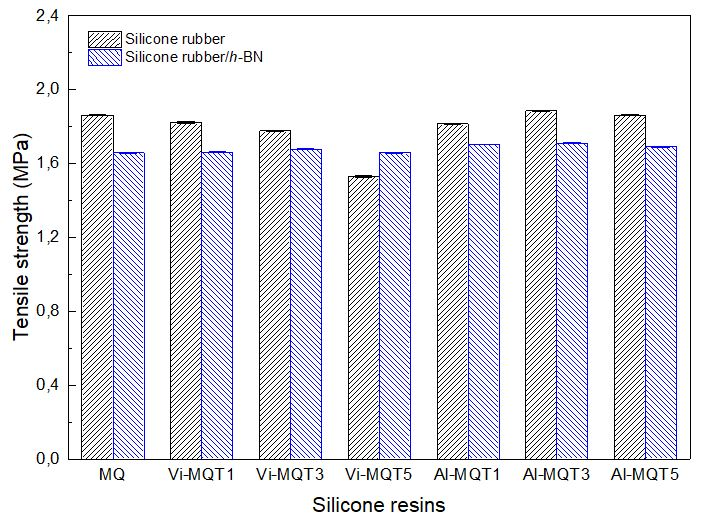 2,4
2,0
1,6
1,2
0,8
0,4
0,0
Tensile strength (MPa)
Silicone rubber
Silicone rubber/h-BN
MQ Vi-MQT1 Vi-MQT3 Vi-MQT5 Al-MQT1 Al-MQT3 Al-MQT5
Silicone resins